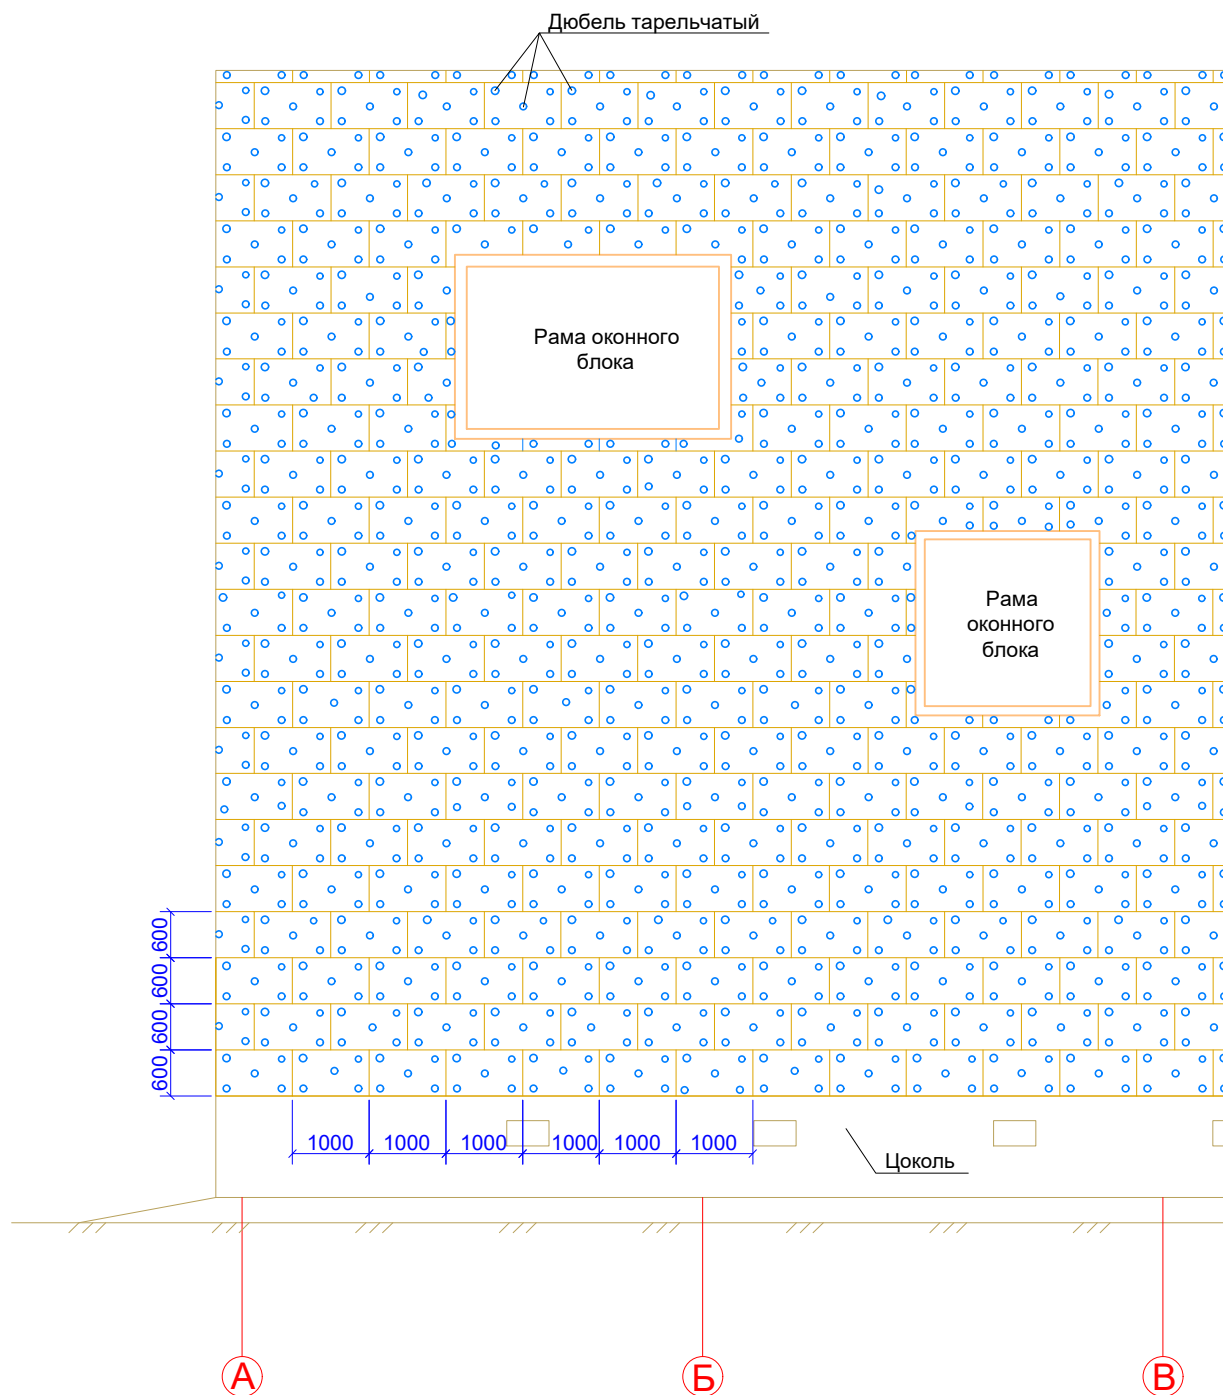 Дюбель тарельчатый
Рама оконного
блока
Рама
оконного
блока
600
600
600
600
1000
1000
1000
1000
1000
1000
Цоколь
А
Б
В